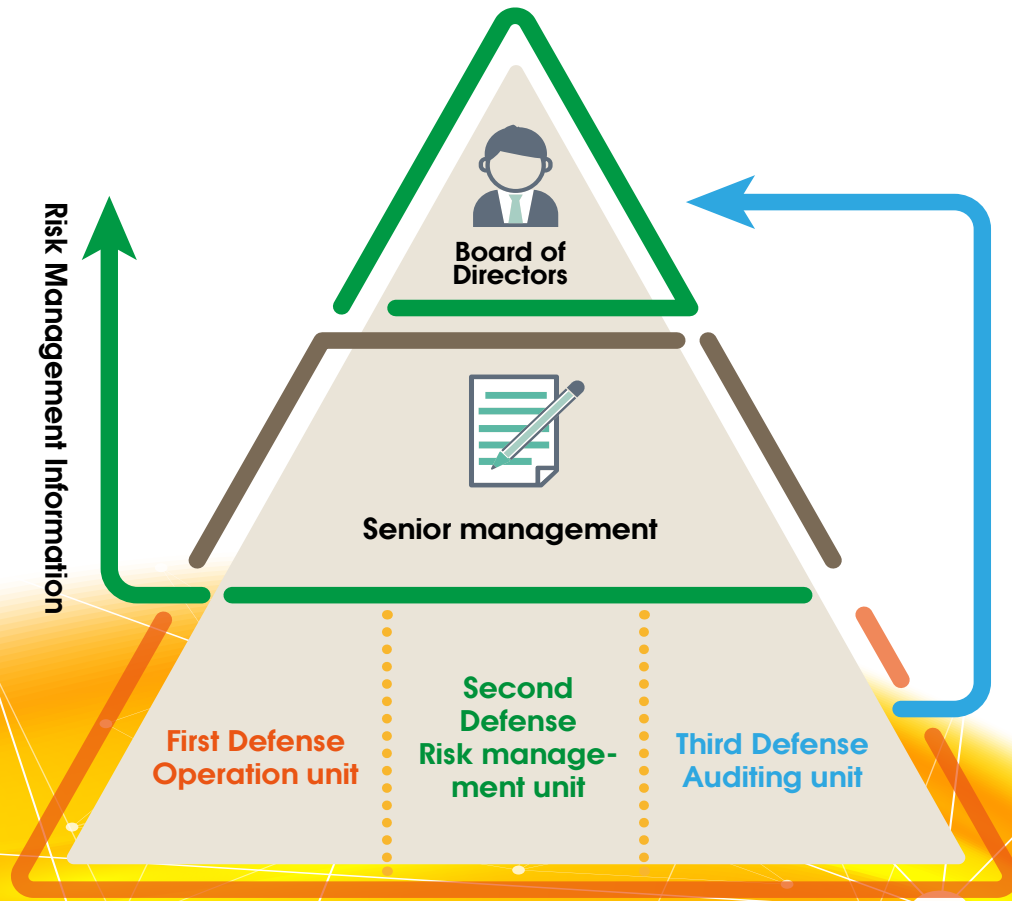 Board of
Directors
Risk Management Information
Senior management
First Defense
Operation unit
Second
Defense
Risk manage-
ment unit
Third Defense
Auditing unit